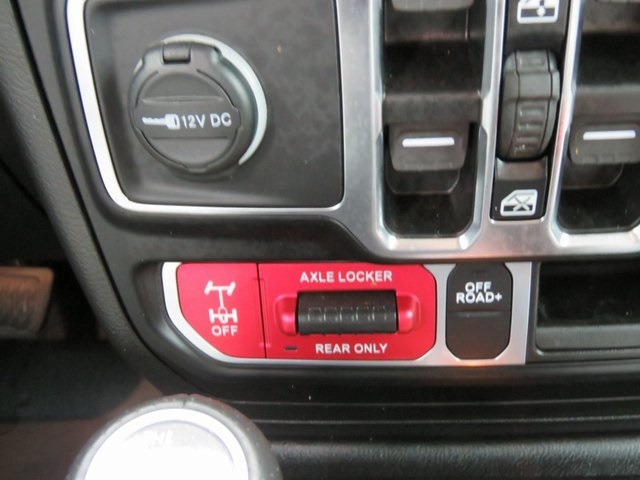 12V DC
AXLE LOCKER
OFF
REAR ONLY
OFF
ROAD+